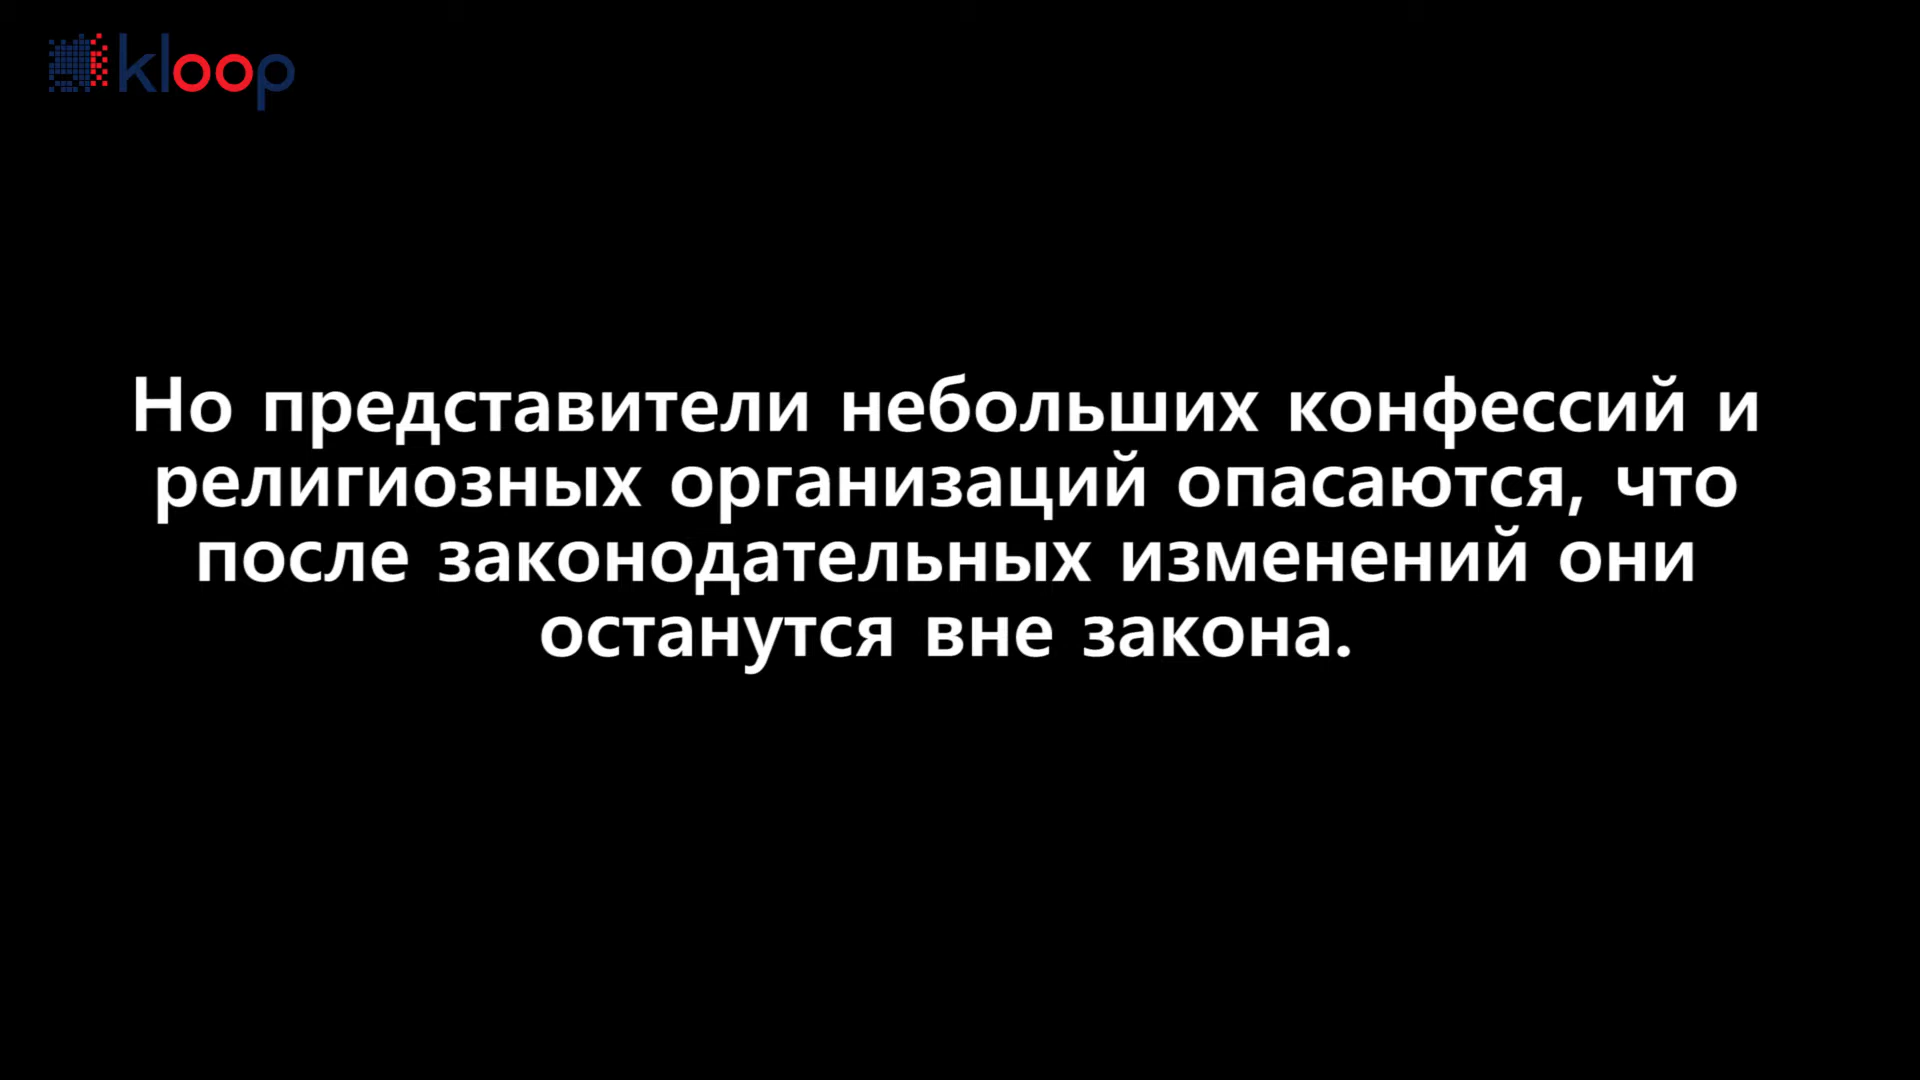 kloop
Но представители небольших конфессий и
религиозных организаций опасаются, что
после законодательных изменений они
останутся вне закона.